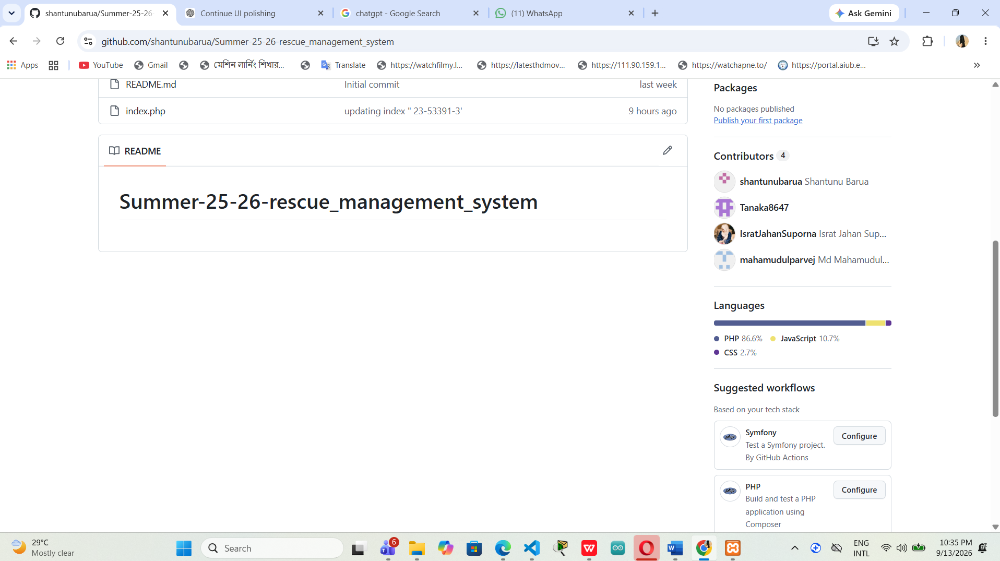 shantunubarua/Summer-25-26-
Continue UI polishing
chatgpt - Google Search
(11) WhatsApp
Ask Gemini
github.com/shantunubarua/Summer-25-26-rescue_management_system
Apps
YouTube
Gmail
মেশিন লার্নিং শিখার...
Translate
https://watchfilmy.l...
https://latesthdmov...
https://111.90.159.1...
https://watchapne.to/
https://portal.aiub.e...
README.md Initial commit last week
index.php updating index " 23-53391-3' 9 hours ago
README
Summer-25-26-rescue_management_system
Packages
No packages published
Publish your first package
Contributors 4
shantunubarua Shantunu Barua
Tanaka8647
IsratJahanSuporna Israt Jahan Sup...
mahamudulparvej Md Mahamudul...
Languages
PHP 86.6% JavaScript 10.7%
CSS 2.7%
Suggested workflows
Based on your tech stack
php
Symfony
Configure
Test a Symfony project.
By GitHub Actions
php
PHP
Configure
Build and test a PHP
application using
Composer
29°C
Mostly clear
Search
6
ENG
INTL
10:35 PM
9/13/2026